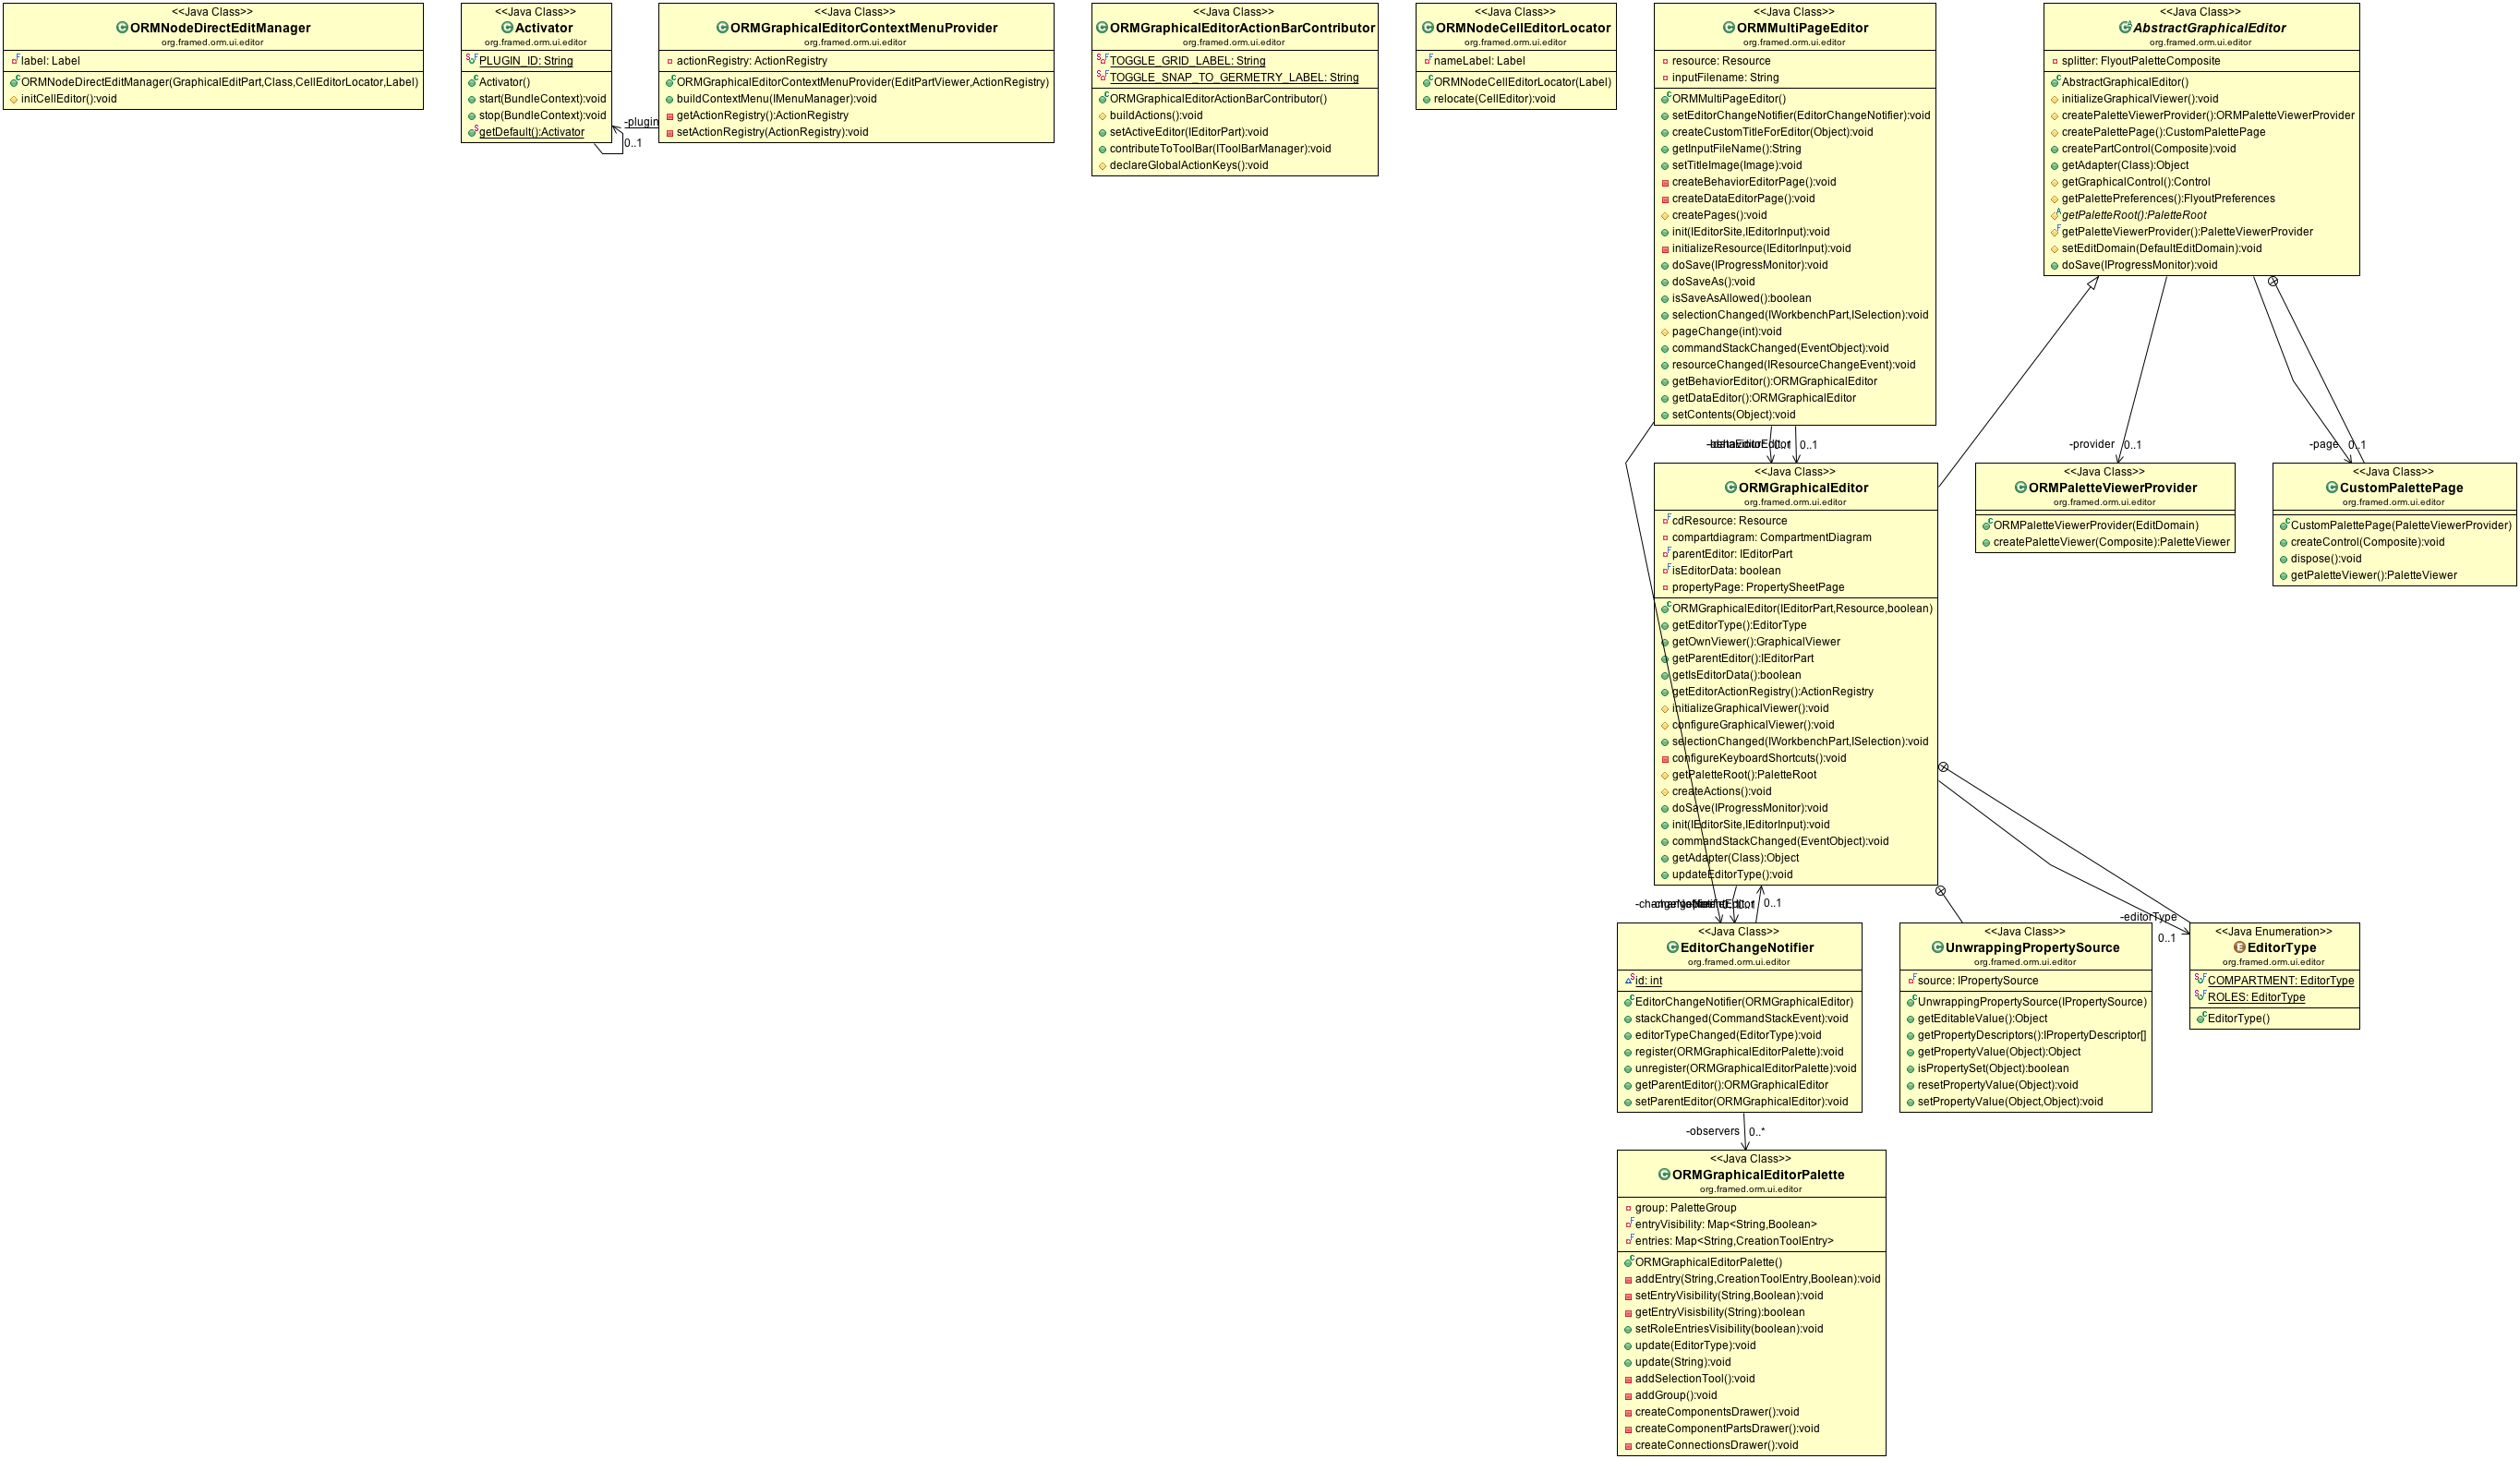 <<Java Class>>
ORMNodeDirectEditManager
org.framed.orm.ui.editor
label: Label
ORMNodeDirectEditManager(GraphicalEditPart,Class,CellEditorLocator,Label)
initCellEditor():void
<<Java Class>>
Activator
org.framed.orm.ui.editor
PLUGIN_ID: String
Activator()
start(BundleContext):void
stop(BundleContext):void
getDefault():Activator
-plugin
0..1
<<Java Class>>
ORMGraphicalEditorContextMenuProvider
org.framed.orm.ui.editor
actionRegistry: ActionRegistry
ORMGraphicalEditorContextMenuProvider(EditPartViewer,ActionRegistry)
buildContextMenu(IMenuManager):void
getActionRegistry():ActionRegistry
setActionRegistry(ActionRegistry):void
<<Java Class>>
ORMGraphicalEditorActionBarContributor
org.framed.orm.ui.editor
TOGGLE_GRID_LABEL: String
TOGGLE_SNAP_TO_GERMETRY_LABEL: String
ORMGraphicalEditorActionBarContributor()
buildActions():void
setActiveEditor(IEditorPart):void
contributeToToolBar(IToolBarManager):void
declareGlobalActionKeys():void
<<Java Class>>
ORMNodeCellEditorLocator
org.framed.orm.ui.editor
nameLabel: Label
ORMNodeCellEditorLocator(Label)
relocate(CellEditor):void
<<Java Class>>
ORMMultiPageEditor
org.framed.orm.ui.editor
resource: Resource
inputFilename: String
ORMMultiPageEditor()
setEditorChangeNotifier(EditorChangeNotifier):void
createCustomTitleForEditor(Object):void
getInputFileName():String
setTitleImage(Image):void
createBehaviorEditorPage():void
createDataEditorPage():void
createPages():void
init(IEditorSite,IEditorInput):void
initializeResource(IEditorInput):void
doSave(IProgressMonitor):void
doSaveAs():void
isSaveAsAllowed():boolean
selectionChanged(IWorkbenchPart,ISelection):void
pageChange(int):void
commandStackChanged(EventObject):void
resourceChanged(IResourceChangeEvent):void
getBehaviorEditor():ORMGraphicalEditor
getDataEditor():ORMGraphicalEditor
setContents(Object):void
<<Java Class>>
AbstractGraphicalEditor
org.framed.orm.ui.editor
splitter: FlyoutPaletteComposite
AbstractGraphicalEditor()
initializeGraphicalViewer():void
createPaletteViewerProvider():ORMPaletteViewerProvider
createPalettePage():CustomPalettePage
createPartControl(Composite):void
getAdapter(Class):Object
getGraphicalControl():Control
getPalettePreferences():FlyoutPreferences
getPaletteRoot():PaletteRoot
getPaletteViewerProvider():PaletteViewerProvider
setEditDomain(DefaultEditDomain):void
doSave(IProgressMonitor):void
0..1
-provider
0..1
-page
0..1
<<Java Class>>
ORMGraphicalEditor
org.framed.orm.ui.editor
cdResource: Resource
compartdiagram: CompartmentDiagram
parentEditor: IEditorPart
isEditorData: boolean
propertyPage: PropertySheetPage
ORMGraphicalEditor(IEditorPart,Resource,boolean)
getEditorType():EditorType
getOwnViewer():GraphicalViewer
getParentEditor():IEditorPart
getIsEditorData():boolean
getEditorActionRegistry():ActionRegistry
initializeGraphicalViewer():void
configureGraphicalViewer():void
selectionChanged(IWorkbenchPart,ISelection):void
configureKeyboardShortcuts():void
getPaletteRoot():PaletteRoot
createActions():void
doSave(IProgressMonitor):void
init(IEditorSite,IEditorInput):void
commandStackChanged(EventObject):void
getAdapter(Class):Object
updateEditorType():void
<<Java Class>>
ORMPaletteViewerProvider
org.framed.orm.ui.editor
ORMPaletteViewerProvider(EditDomain)
createPaletteViewer(Composite):PaletteViewer
<<Java Class>>
CustomPalettePage
org.framed.orm.ui.editor
CustomPalettePage(PaletteViewerProvider)
createControl(Composite):void
dispose():void
getPaletteViewer():PaletteViewer
0..1
-editorType
0..1
<<Java Class>>
EditorChangeNotifier
org.framed.orm.ui.editor
id: int
EditorChangeNotifier(ORMGraphicalEditor)
stackChanged(CommandStackEvent):void
editorTypeChanged(EditorType):void
register(ORMGraphicalEditorPalette):void
unregister(ORMGraphicalEditorPalette):void
getParentEditor():ORMGraphicalEditor
setParentEditor(ORMGraphicalEditor):void
<<Java Class>>
UnwrappingPropertySource
org.framed.orm.ui.editor
source: IPropertySource
UnwrappingPropertySource(IPropertySource)
getEditableValue():Object
getPropertyDescriptors():IPropertyDescriptor[]
getPropertyValue(Object):Object
isPropertySet(Object):boolean
resetPropertyValue(Object):void
setPropertyValue(Object,Object):void
<<Java Enumeration>>
EditorType
org.framed.orm.ui.editor
COMPARTMENT: EditorType
ROLES: EditorType
EditorType()
-observers
0..*
<<Java Class>>
ORMGraphicalEditorPalette
org.framed.orm.ui.editor
group: PaletteGroup
entryVisibility: Map<String,Boolean>
entries: Map<String,CreationToolEntry>
ORMGraphicalEditorPalette()
addEntry(String,CreationToolEntry,Boolean):void
setEntryVisibility(String,Boolean):void
getEntryVisisbility(String):boolean
setRoleEntriesVisibility(boolean):void
update(EditorType):void
update(String):void
addSelectionTool():void
addGroup():void
createComponentsDrawer():void
createComponentPartsDrawer():void
createConnectionsDrawer():void